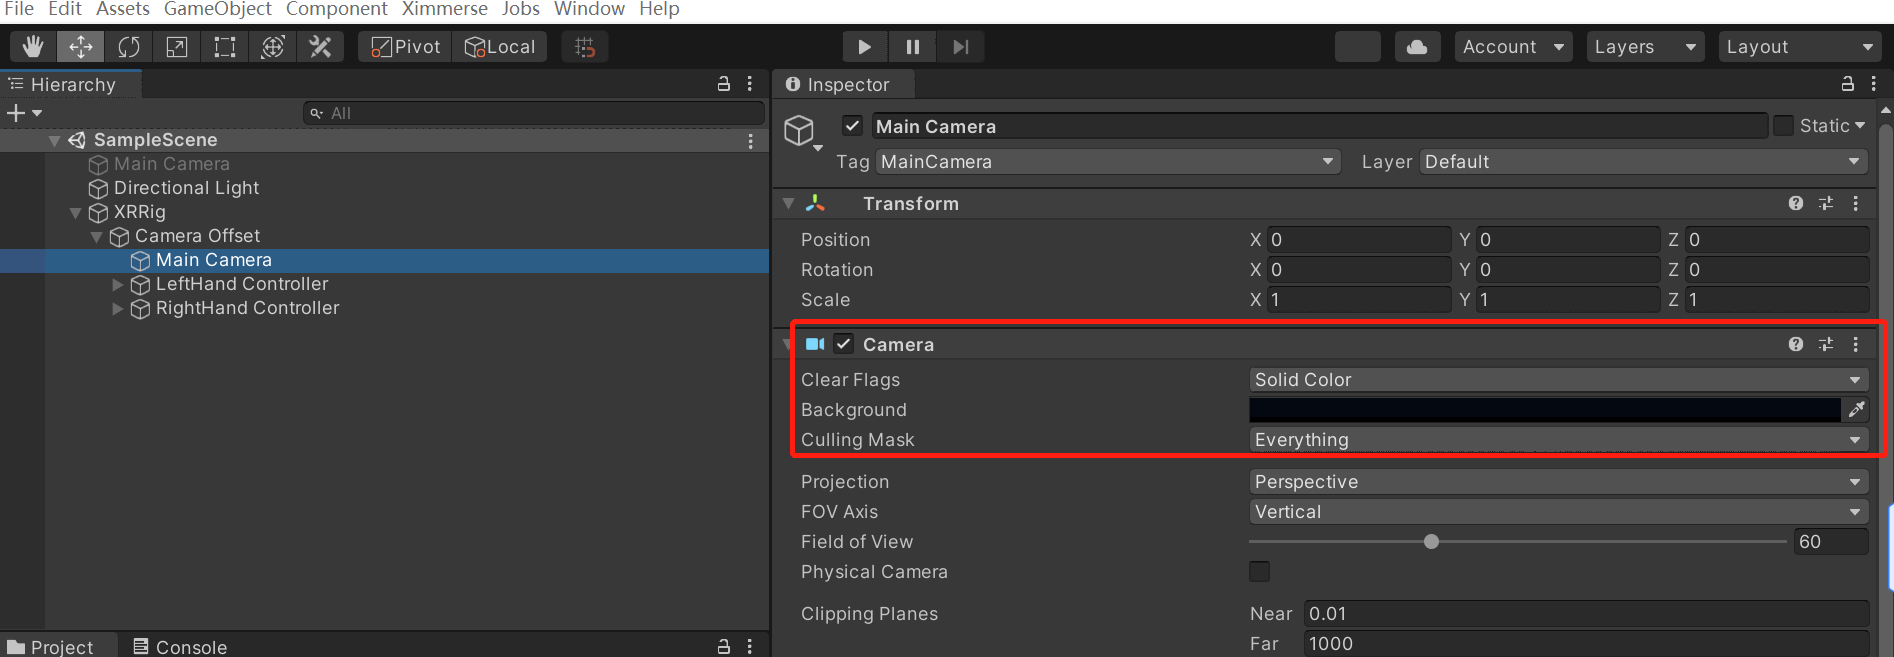 File Edit Assets GameObject Component Ximmerse Jobs Window Help
Pivot Local Account Layers Layout
Hierarchy
All
SampleScene
Main Camera
Directional Light
XRRig
Camera Offset
Main Camera
LeftHand Controller
RightHand Controller
Project Console
Inspector
Main Camera Static
Tag MainCamera Layer Default
Transform
Position X 0 Y 0 Z 0
Rotation X 0 Y 0 Z 0
Scale X 1 Y 1 Z 1
Camera
Clear Flags Solid Color
Background
Culling Mask Everything
Projection Perspective
FOV Axis Vertical
Field of View 60
Physical Camera
Clipping Planes Near 0.01
Far 1000